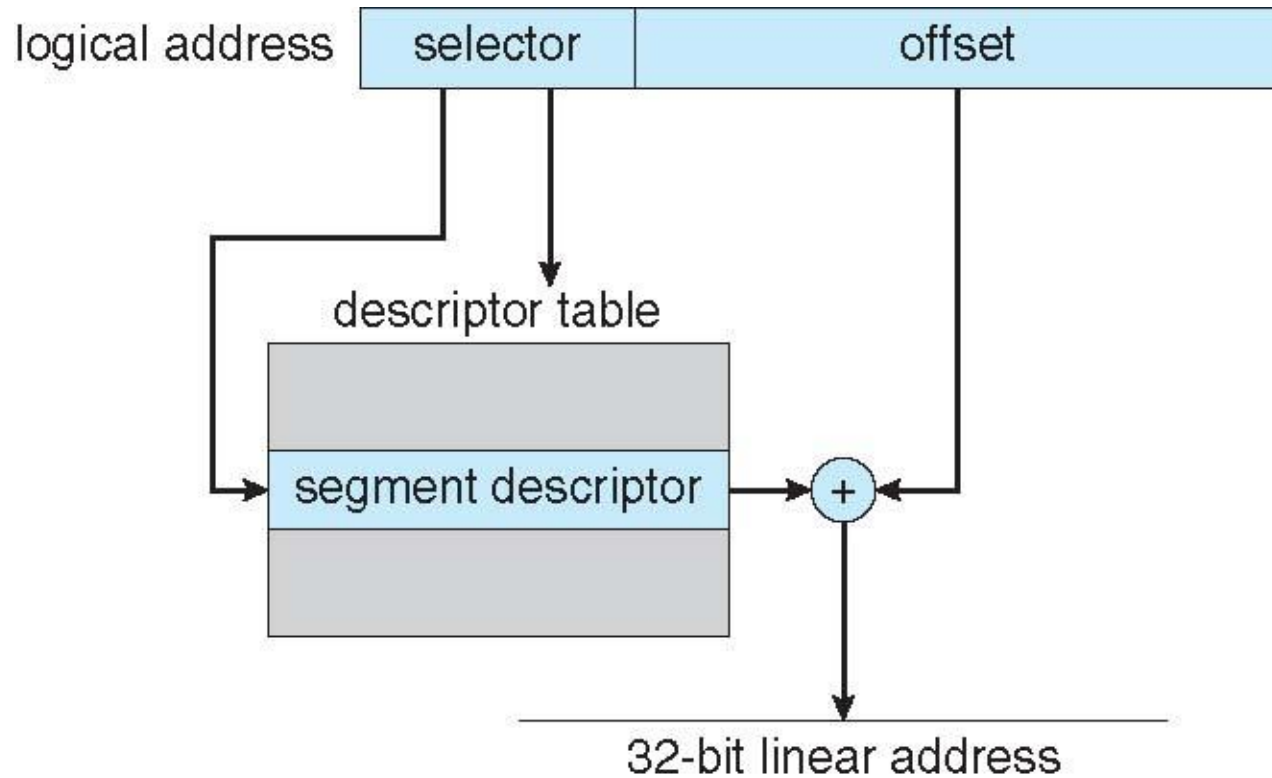 logical address selector offset
descriptor table
segment descriptor +
32-bit linear address